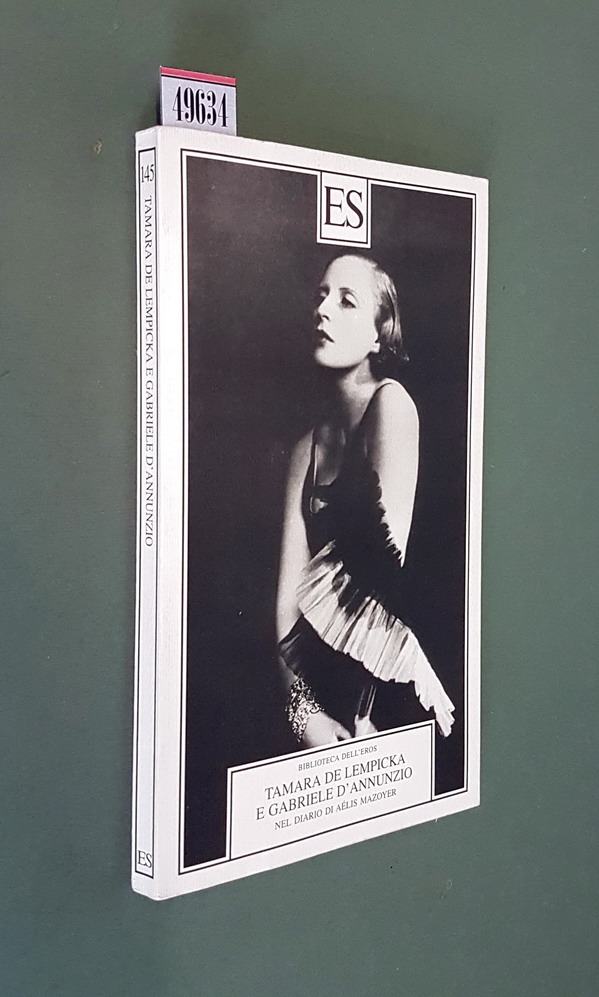 49634
145
TAMARA DE LEMPICKA E GABRIELE D'ANNUNZIO
ES
ES
BIBLIOTECA DELL'EROS
TAMARA DE LEMPICKA
E GABRIELE D'ANNUNZIO
NEL DIARIO DI AÉLIS MAZOYER